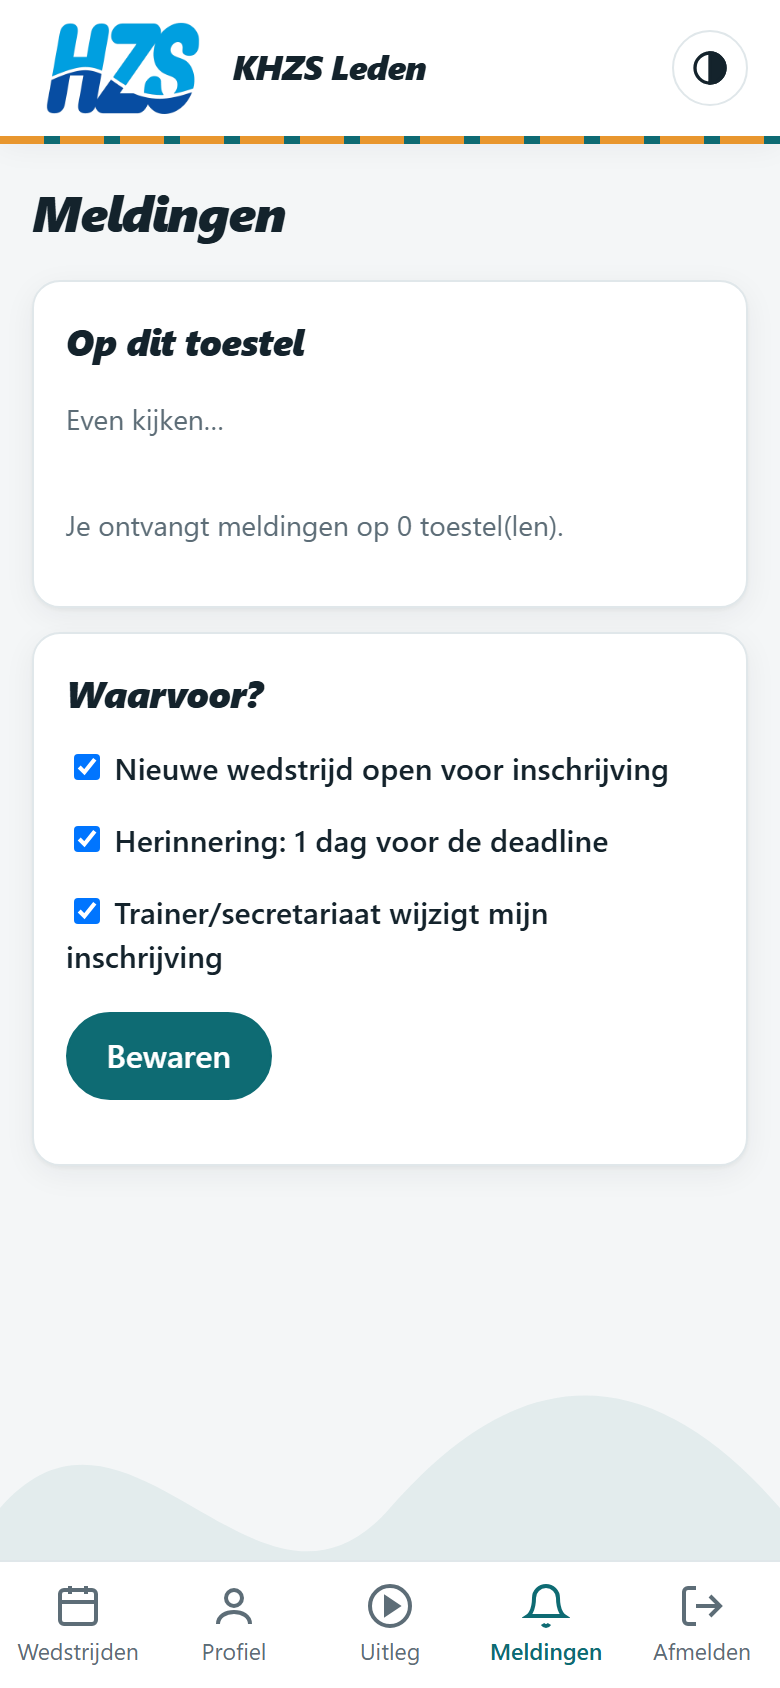 HZS
KHZS Leden
Meldingen
Op dit toestel
Even kijken...
Je ontvangt meldingen op 0 toestel(len).
Waarvoor?
Nieuwe wedstrijd open voor inschrijving
Herinnering: 1 dag voor de deadline
Trainer/secretariaat wijzigt mijn
inschrijving
Bewaren
Wedstrijden
Profiel
Uitleg
Meldingen
Afmelden